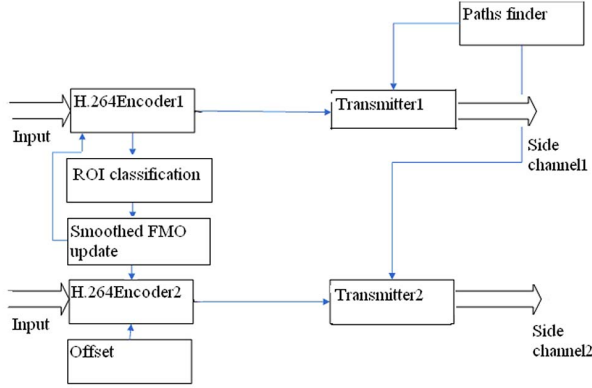 Paths finder
H.264Encoder1
Transmitter1
Input
Side
channel1
ROI classification
Smoothed FMO
update
H.264Encoder2
Transmitter2
Input
Side
channel2
Offset